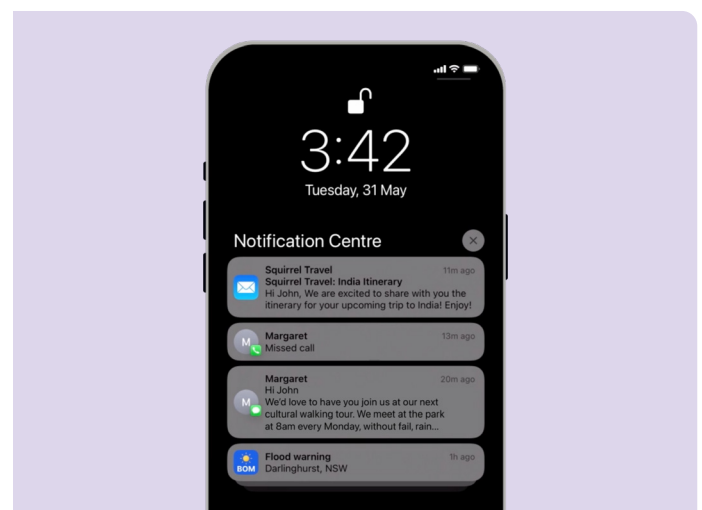 3:42
Tuesday, 31 May
Notification Centre
Squirrel Travel 11m ago
Squirrel Travel: India Itinerary
Hi John, We are excited to share with you the
itinerary for your upcoming trip to India! Enjoy!
M
Margaret 13m ago
Missed call
M
Margaret 20m ago
Hi John
We'd love to have you join us at our next
cultural walking tour. We meet at the park
at 8am every Monday, without fail, rain...
BOM
Flood warning 1h ago
Darlinghurst, NSW